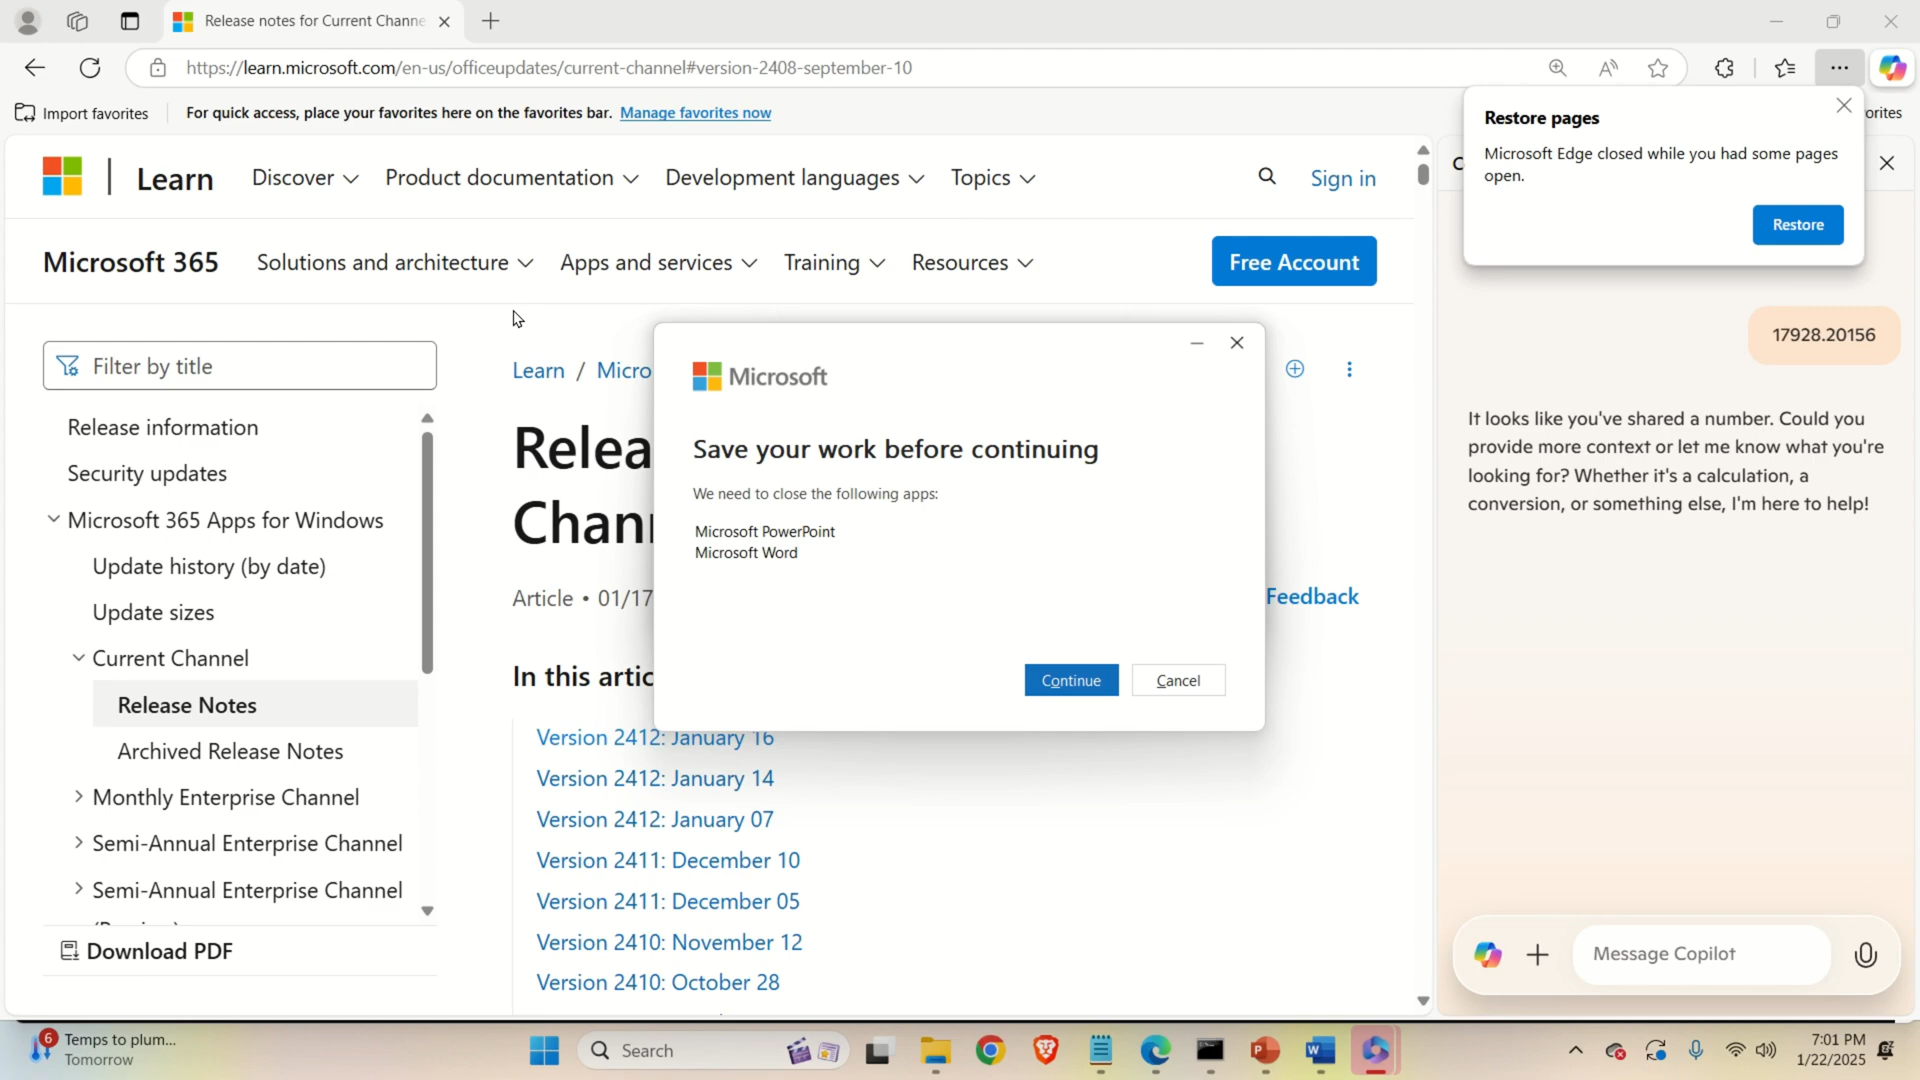 Release notes for Current Channe
https://learn.microsoft.com/en-us/officeupdates/current-channel#version-2408-september-10
Import favorites
For quick access, place your favorites here on the favorites bar. Manage favorites now
orites
Restore pages
Microsoft Edge closed while you had some pages
open.
Restore
Learn
Discover
Product documentation
Development languages
Topics
Sign in
Microsoft 365
Solutions and architecture
Apps and services
Training
Resources
Free Account
Filter by title
Release information
Security updates
Microsoft 365 Apps for Windows
Update history (by date)
Update sizes
Current Channel
Release Notes
Archived Release Notes
Monthly Enterprise Channel
Semi-Annual Enterprise Channel
Semi-Annual Enterprise Channel
Download PDF
Learn / Micro
Relea
Chan
Article • 01/17
Feedback
In this artic
Version 2412: January 16
Version 2412: January 14
Version 2412: January 07
Version 2411: December 10
Version 2411: December 05
Version 2410: November 12
Version 2410: October 28
Microsoft
Save your work before continuing
We need to close the following apps:
Microsoft PowerPoint
Microsoft Word
Continue
Cancel
17928.20156
It looks like you've shared a number. Could you
provide more context or let me know what you're
looking for? Whether it's a calculation, a
conversion, or something else, I'm here to help!
Message Copilot
6
Temps to plum...
Tomorrow
Search
7:01 PM
1/22/2025